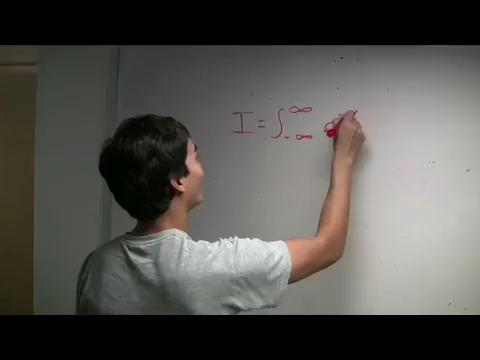 I = ∫_{-∞}^{∞}